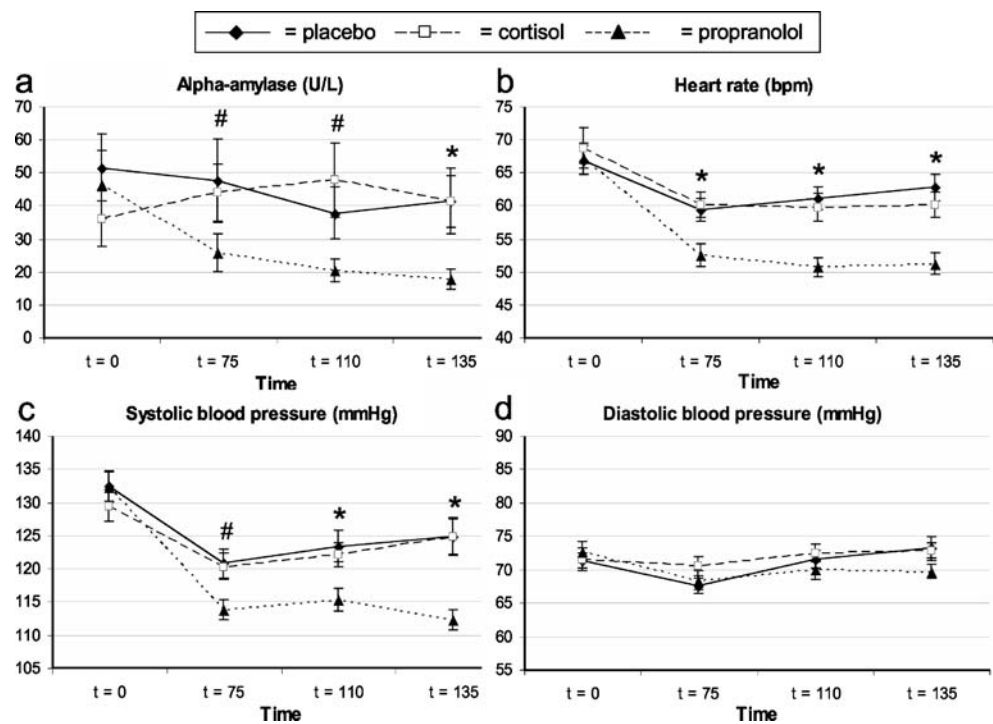 = placebo = cortisol = propranolol
a Alpha-amylase (U/L)
70
60
50
40
30
20
10
0
# # *
t = 0 t = 75 t = 110 t = 135
Time
b Heart rate (bpm)
75
70
65
60
55
50
45
40
* * *
t = 0 t = 75 t = 110 t = 135
Time
c Systolic blood pressure (mmHg)
140
135
130
125
120
115
110
105
# * *
t = 0 t = 75 t = 110 t = 135
Time
d Diastolic blood pressure (mmHg)
90
85
80
75
70
65
60
55
t = 0 t = 75 t = 110 t = 135
Time